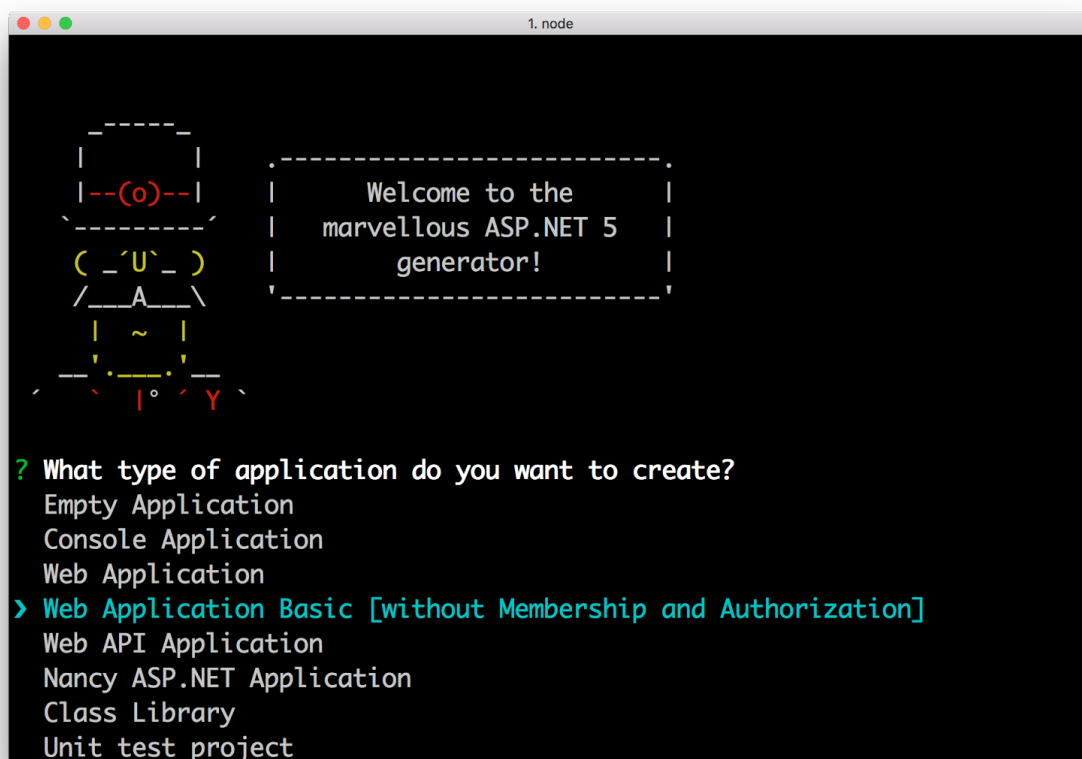 1. node
Welcome to the
marvellous ASP.NET 5
generator!
? What type of application do you want to create?
Empty Application
Console Application
Web Application
❯ Web Application Basic [without Membership and Authorization]
Web API Application
Nancy ASP.NET Application
Class Library
Unit test project